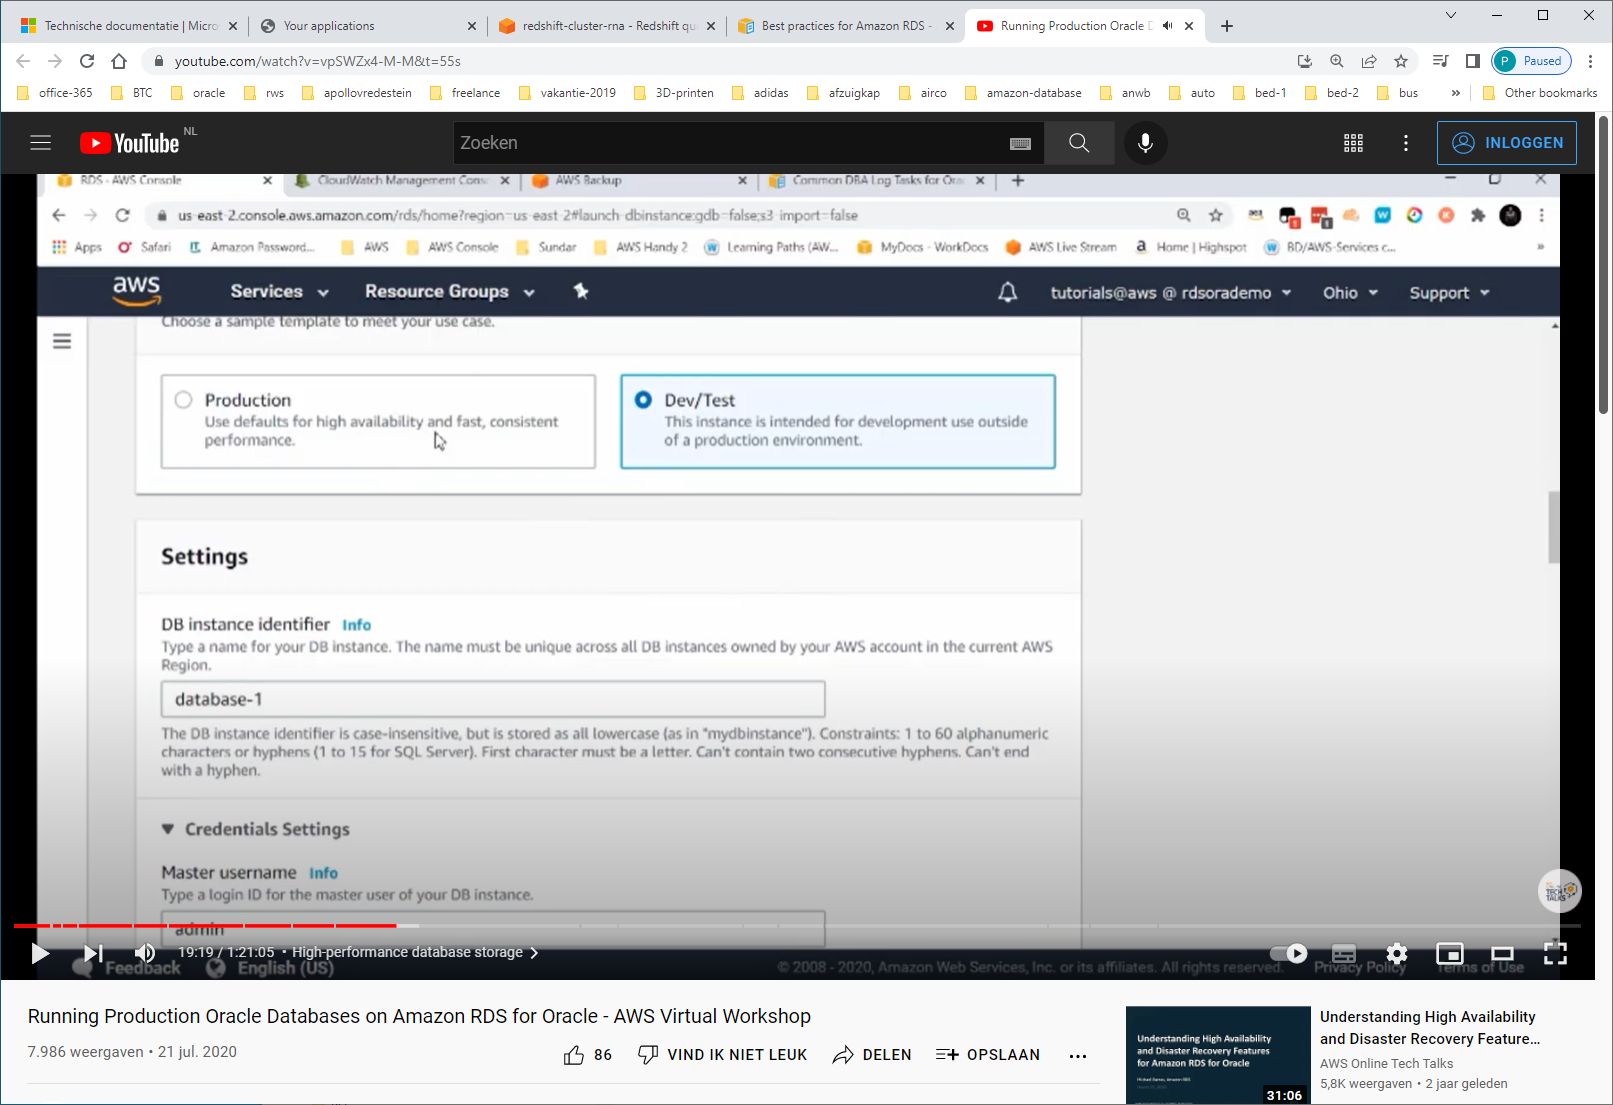 Technische documentatie | Micro
Your applications
redshift-cluster-rna - Redshift qu
Best practices for Amazon RDS -
Running Production Oracle D
youtube.com/watch?v=vpSWZx4-M-M&t=55s
P Paused
office-365 BTC oracle rws apollovredestein freelance vakantie-2019 3D-printen adidas afzuigkap airco amazon-database anwb auto bed-1 bed-2 bus » Other bookmarks
YouTube NL
Zoeken
INLOGGEN
RDS - AWS Console
CloudWatch Management Cons
AWS Backup
Common DBA Log Tasks for Orac
us-east-2.console.aws.amazon.com/rds/home?region=us-east-2#launch-dbinstance:gdb=false;s3-import=false
Apps Safari Amazon Password... AWS AWS Console Sundar AWS Handy 2 Learning Paths (AW... MyDocs - WorkDocs AWS Live Stream Home | Highspot BD/AWS-Services c... »
aws Services Resource Groups tutorials@aws @ rdsorademo Ohio Support
Choose a sample template to meet your use case.
Production
Use defaults for high availability and fast, consistent
performance.
Dev/Test
This instance is intended for development use outside
of a production environment.
Settings
DB instance identifier Info
Type a name for your DB instance. The name must be unique across all DB instances owned by your AWS account in the current AWS
Region.
database-1
The DB instance identifier is case-insensitive, but is stored as all lowercase (as in "mydbinstance"). Constraints: 1 to 60 alphanumeric
characters or hyphens (1 to 15 for SQL Server). First character must be a letter. Can't contain two consecutive hyphens. Can't end
with a hyphen.
Credentials Settings
Master username Info
Type a login ID for the master user of your DB instance.
admin
TECH
TALKS
19:19 / 1:21:05 • High-performance database storage
Feedback English (US) © 2008 - 2020, Amazon Web Services, Inc. or its affiliates. All rights reserved. Privacy Policy Terms of Use
Running Production Oracle Databases on Amazon RDS for Oracle - AWS Virtual Workshop
7.986 weergaven • 21 jul. 2020
86 VIND IK NIET LEUK DELEN OPSLAAN
Understanding High Availability
and Disaster Recovery Features
for Amazon RDS for Oracle
31:06
Understanding High Availability
and Disaster Recovery Feature...
AWS Online Tech Talks
5,8K weergaven • 2 jaar geleden